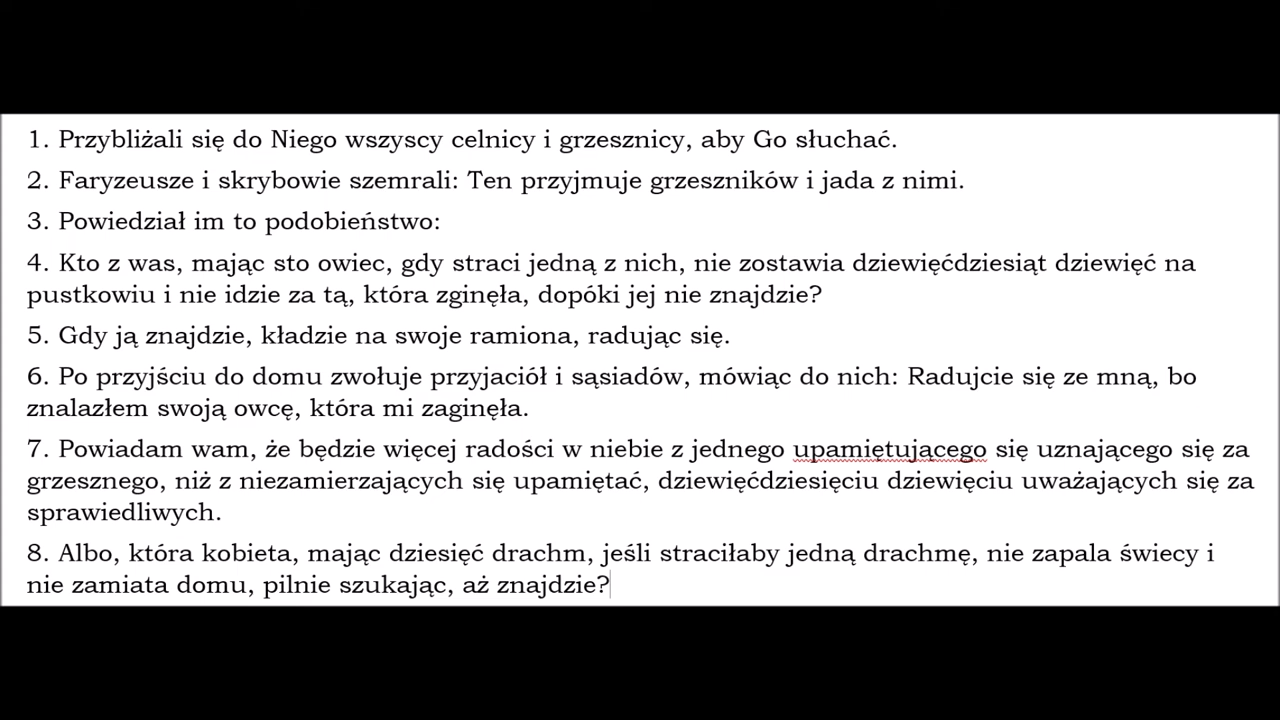 1. Przybliżali się do Niego wszyscy celnicy i grzesznicy, aby Go słuchać.
2. Faryzeusze i skrybowie szemrali: Ten przyjmuje grzeszników i jada z nimi.
3. Powiedział im to podobieństwo:
4. Kto z was, mając sto owiec, gdy straci jedną z nich, nie zostawia dziewięćdziesiąt dziewięć na
pustkowiu i nie idzie za tą, która zginęła, dopóki jej nie znajdzie?
5. Gdy ją znajdzie, kładzie na swoje ramiona, radując się.
6. Po przyjściu do domu zwołuje przyjaciół i sąsiadów, mówiąc do nich: Radujcie się ze mną, bo
znalazłem swoją owcę, która mi zaginęła.
7. Powiadam wam, że będzie więcej radości w niebie z jednego upamiętującego się uznającego się za
grzesznego, niż z niezamierzających się upamiętać, dziewięćdziesięciu dziewięciu uważających się za
sprawiedliwych.
8. Albo, która kobieta, mając dziesięć drachm, jeśli straciłaby jedną drachmę, nie zapala świecy i
nie zamiata domu, pilnie szukając, aż znajdzie?